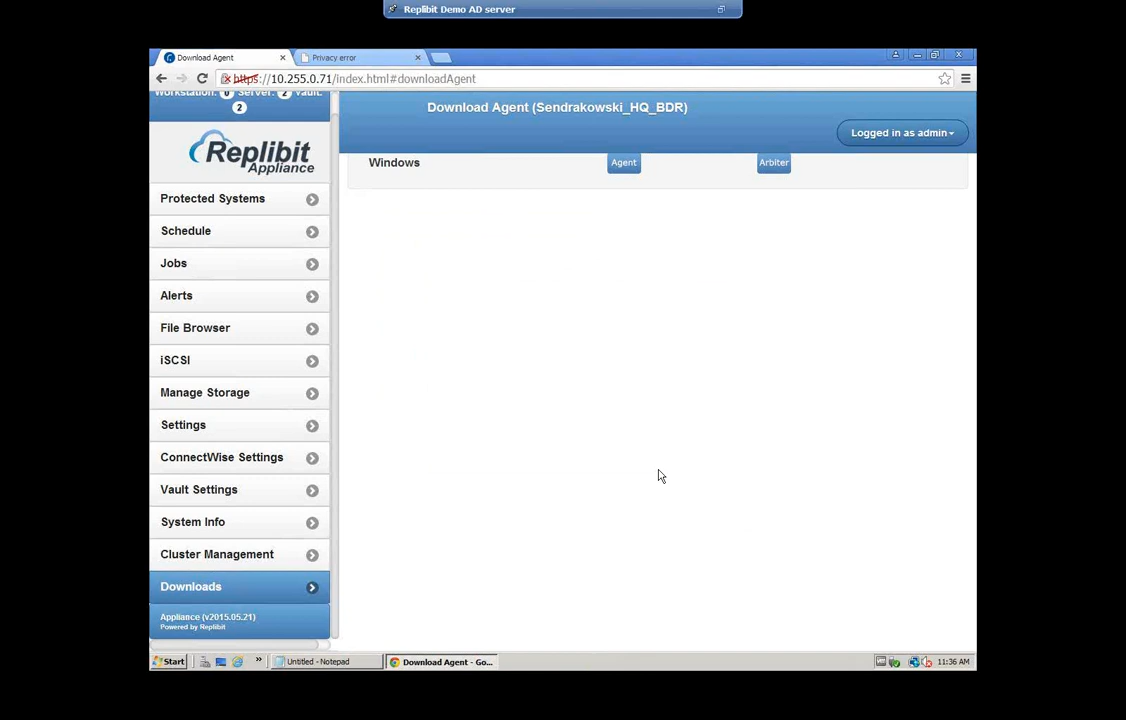 Replibit Demo AD server
Download Agent
Privacy error
https://10.255.0.71/index.html#downloadAgent
Workstation: 0 Server: 2 Vault:
2
Download Agent (Sendrakowski_HQ_BDR)
Logged in as admin
Replibit
Appliance
Windows
Agent
Arbiter
Protected Systems
Schedule
Jobs
Alerts
File Browser
iSCSI
Manage Storage
Settings
ConnectWise Settings
Vault Settings
System Info
Cluster Management
Downloads
Appliance (v2015.05.21)
Powered by Replibit
Start
»
Untitled - Notepad
Download Agent - Go...
11:36 AM